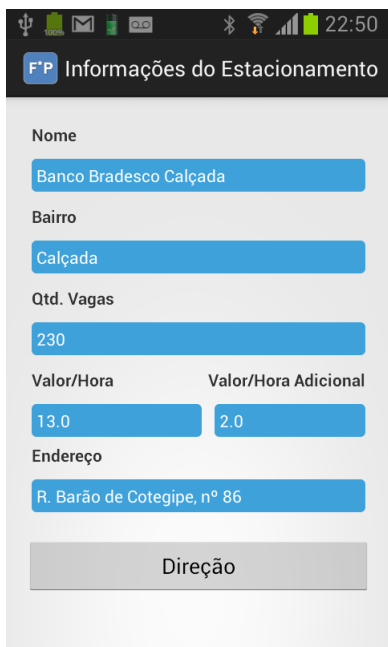 100%
22:50
F*P Informações do Estacionamento
Nome
Banco Bradesco Calçada
Bairro
Calçada
Qtd. Vagas
230
Valor/Hora Valor/Hora Adicional
13.0 2.0
Endereço
R. Barão de Cotegipe, nº 86
Direção